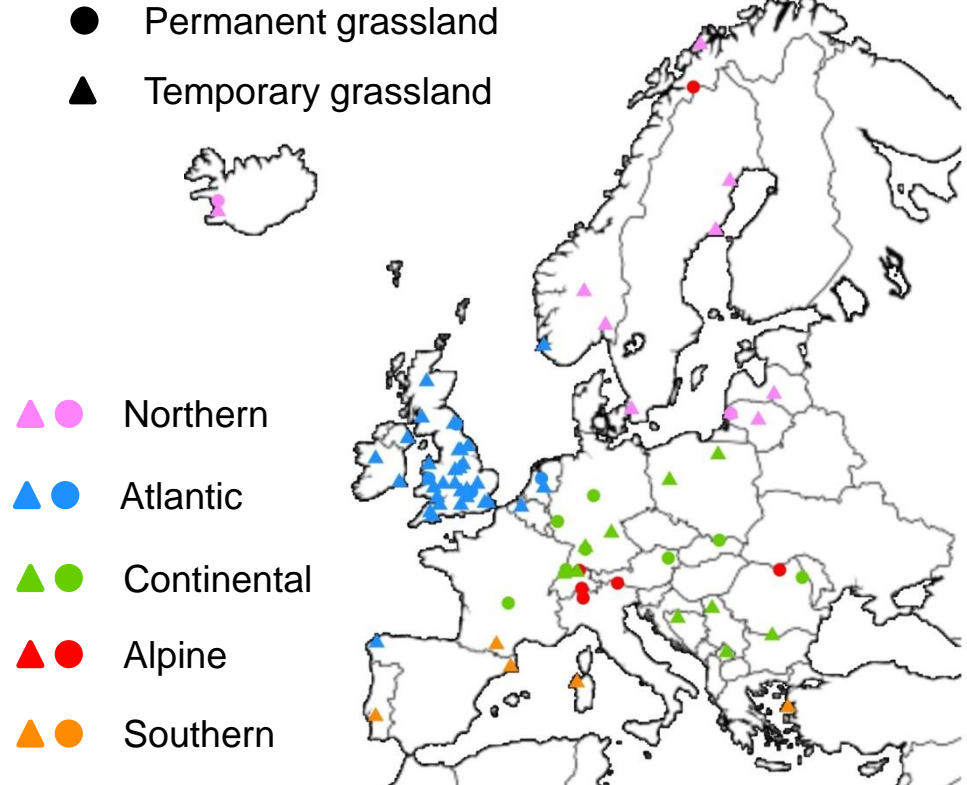 Permanent grassland
Temporary grassland
Northern
Atlantic
Continental
Alpine
Southern